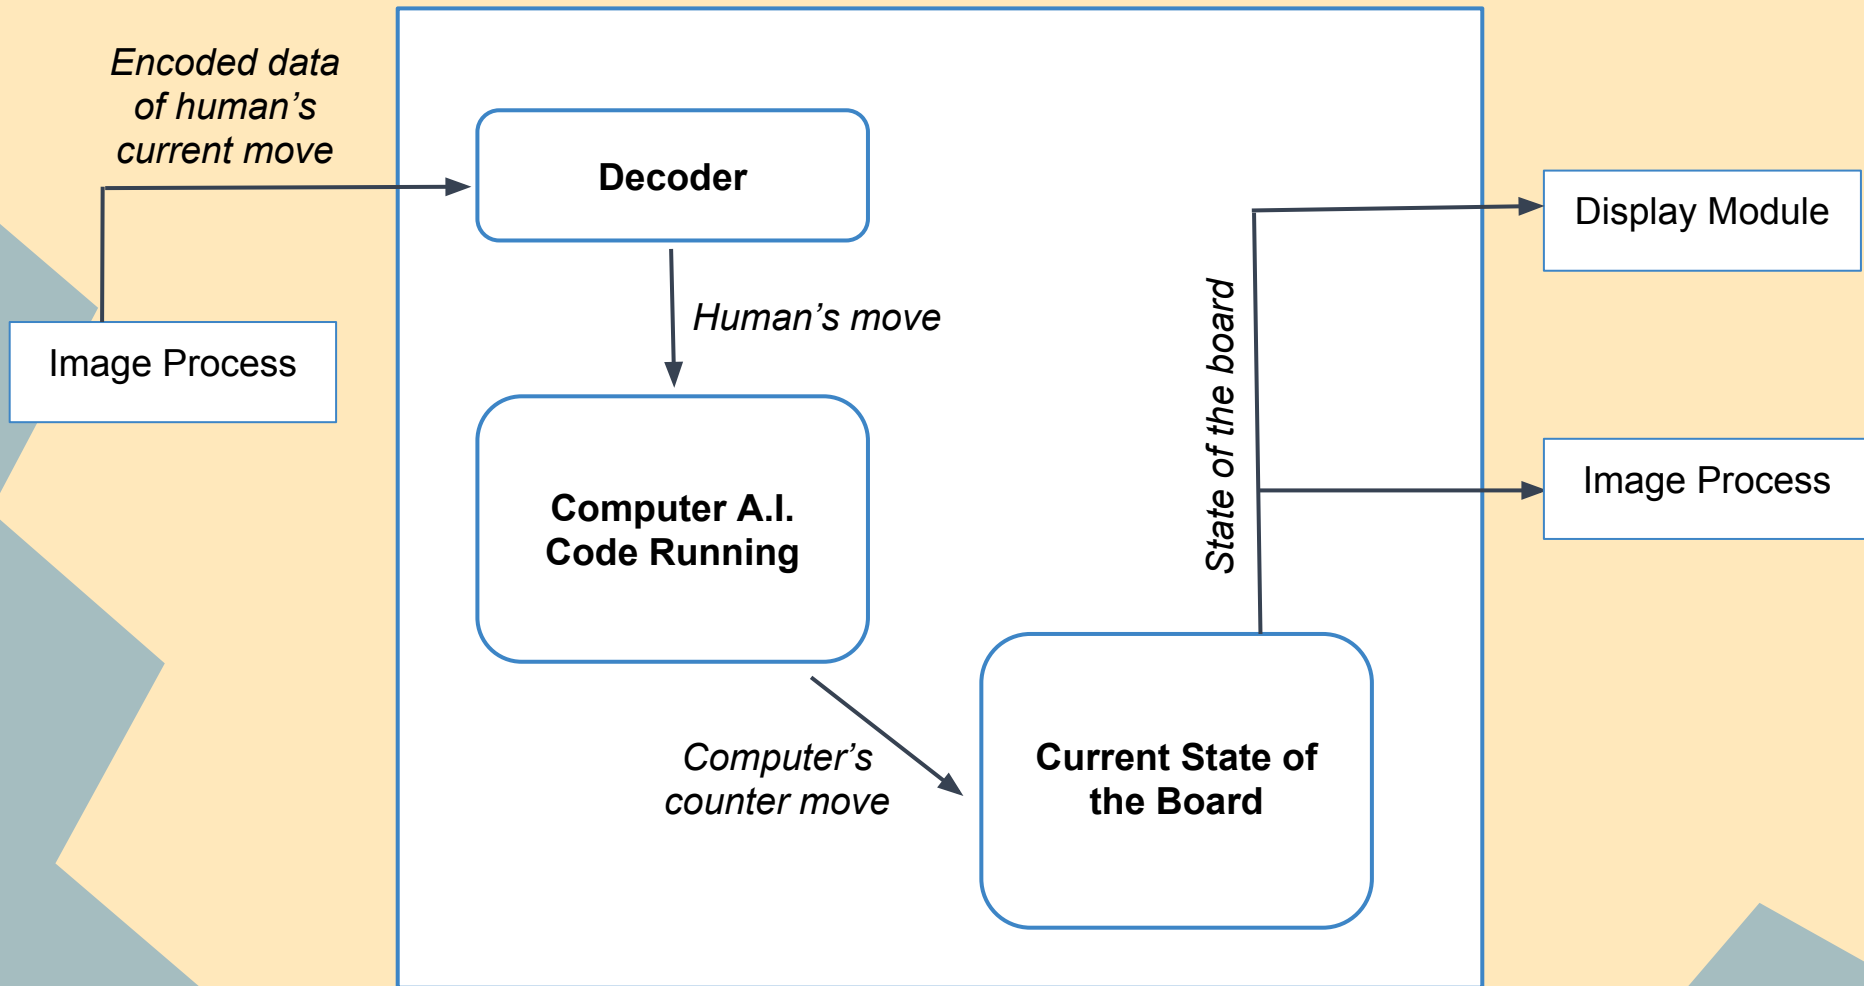 Encoded data
of human’s
current move
Image Process
Decoder
Human’s move
Computer A.I.
Code Running
Computer’s
counter move
Current State of
the Board
State of the board
Display Module
Image Process